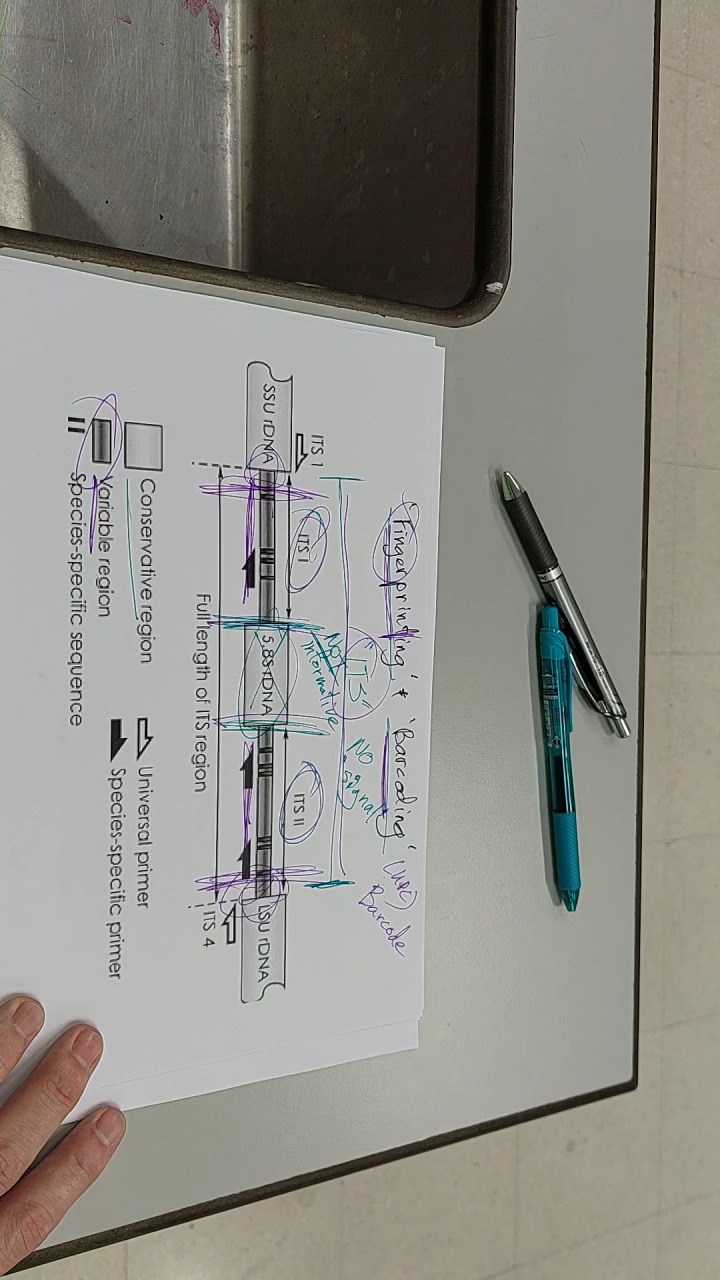 'Fingerprinting' & 'Barcoding' (UPC)
Barcode
"ITS"
NO
signal
NOT
informative
ITS 1
ITS I
ITS II
SSU rDNA
5.8S rDNA
LSU rDNA
ITS 4
Full length of ITS region
Conservative region
Universal primer
Variable region
Species-specific primer
Species-specific sequence